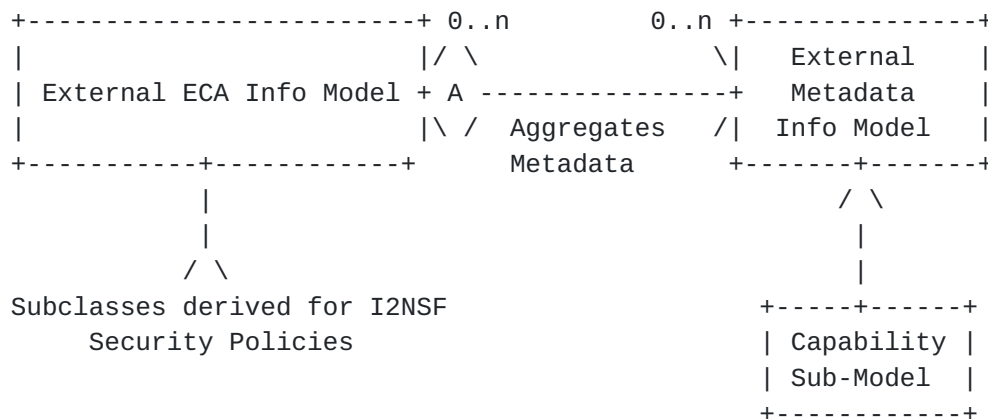 +--------------------------+ 0..n         0..n +---------------+
|                          |/ \               \|   External    |
| External ECA Info Model + A ----------------+   Metadata    |
|                          |\ /  Aggregates   /|  Info Model   |
+------------+------------+      Metadata      +-------+-------+
             |                                        / \
             |                                         |
            / \                                        |
Subclasses derived for I2NSF                     +-----+------+
     Security Policies                           | Capability |
                                                 | Sub-Model  |
                                                 +------------+